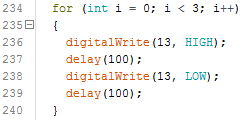 234 for (int i = 0; i < 3; i++)
235 {
236 digitalWrite(13, HIGH);
237 delay(100);
238 digitalWrite(13, LOW);
239 delay(100);
240 }